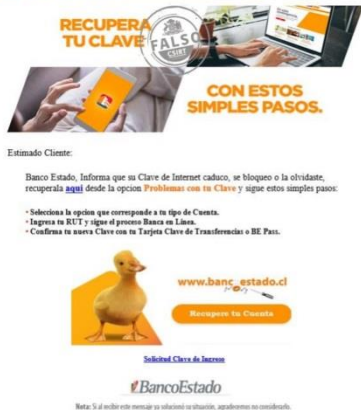 RECUPERA
TU CLAVE
FALSO
CSIRT
CON ESTOS
SIMPLES PASOS.
Estimado Cliente:
Banco Estado, Informa que su Clave de Internet caduco, se bloqueo o la olvidaste,
recuperala aqui desde la opcion Problemas con tu Clave y sigue estos simples pasos:
• Selecciona la opcion que corresponde a tu tipo de Cuenta.
• Ingresa tu RUT y sigue el proceso Banca en Linea.
• Confirma tu nueva Clave con tu Tarjeta Clave de Transferencias o BE Pass.
www.banc_estado.cl
Recupere tu Cuenta
Solicitud Clave de Ingreso
BancoEstado
Nota: Si al recibir este mensaje ya solucionó su situación, agradecemos no considerarlo.